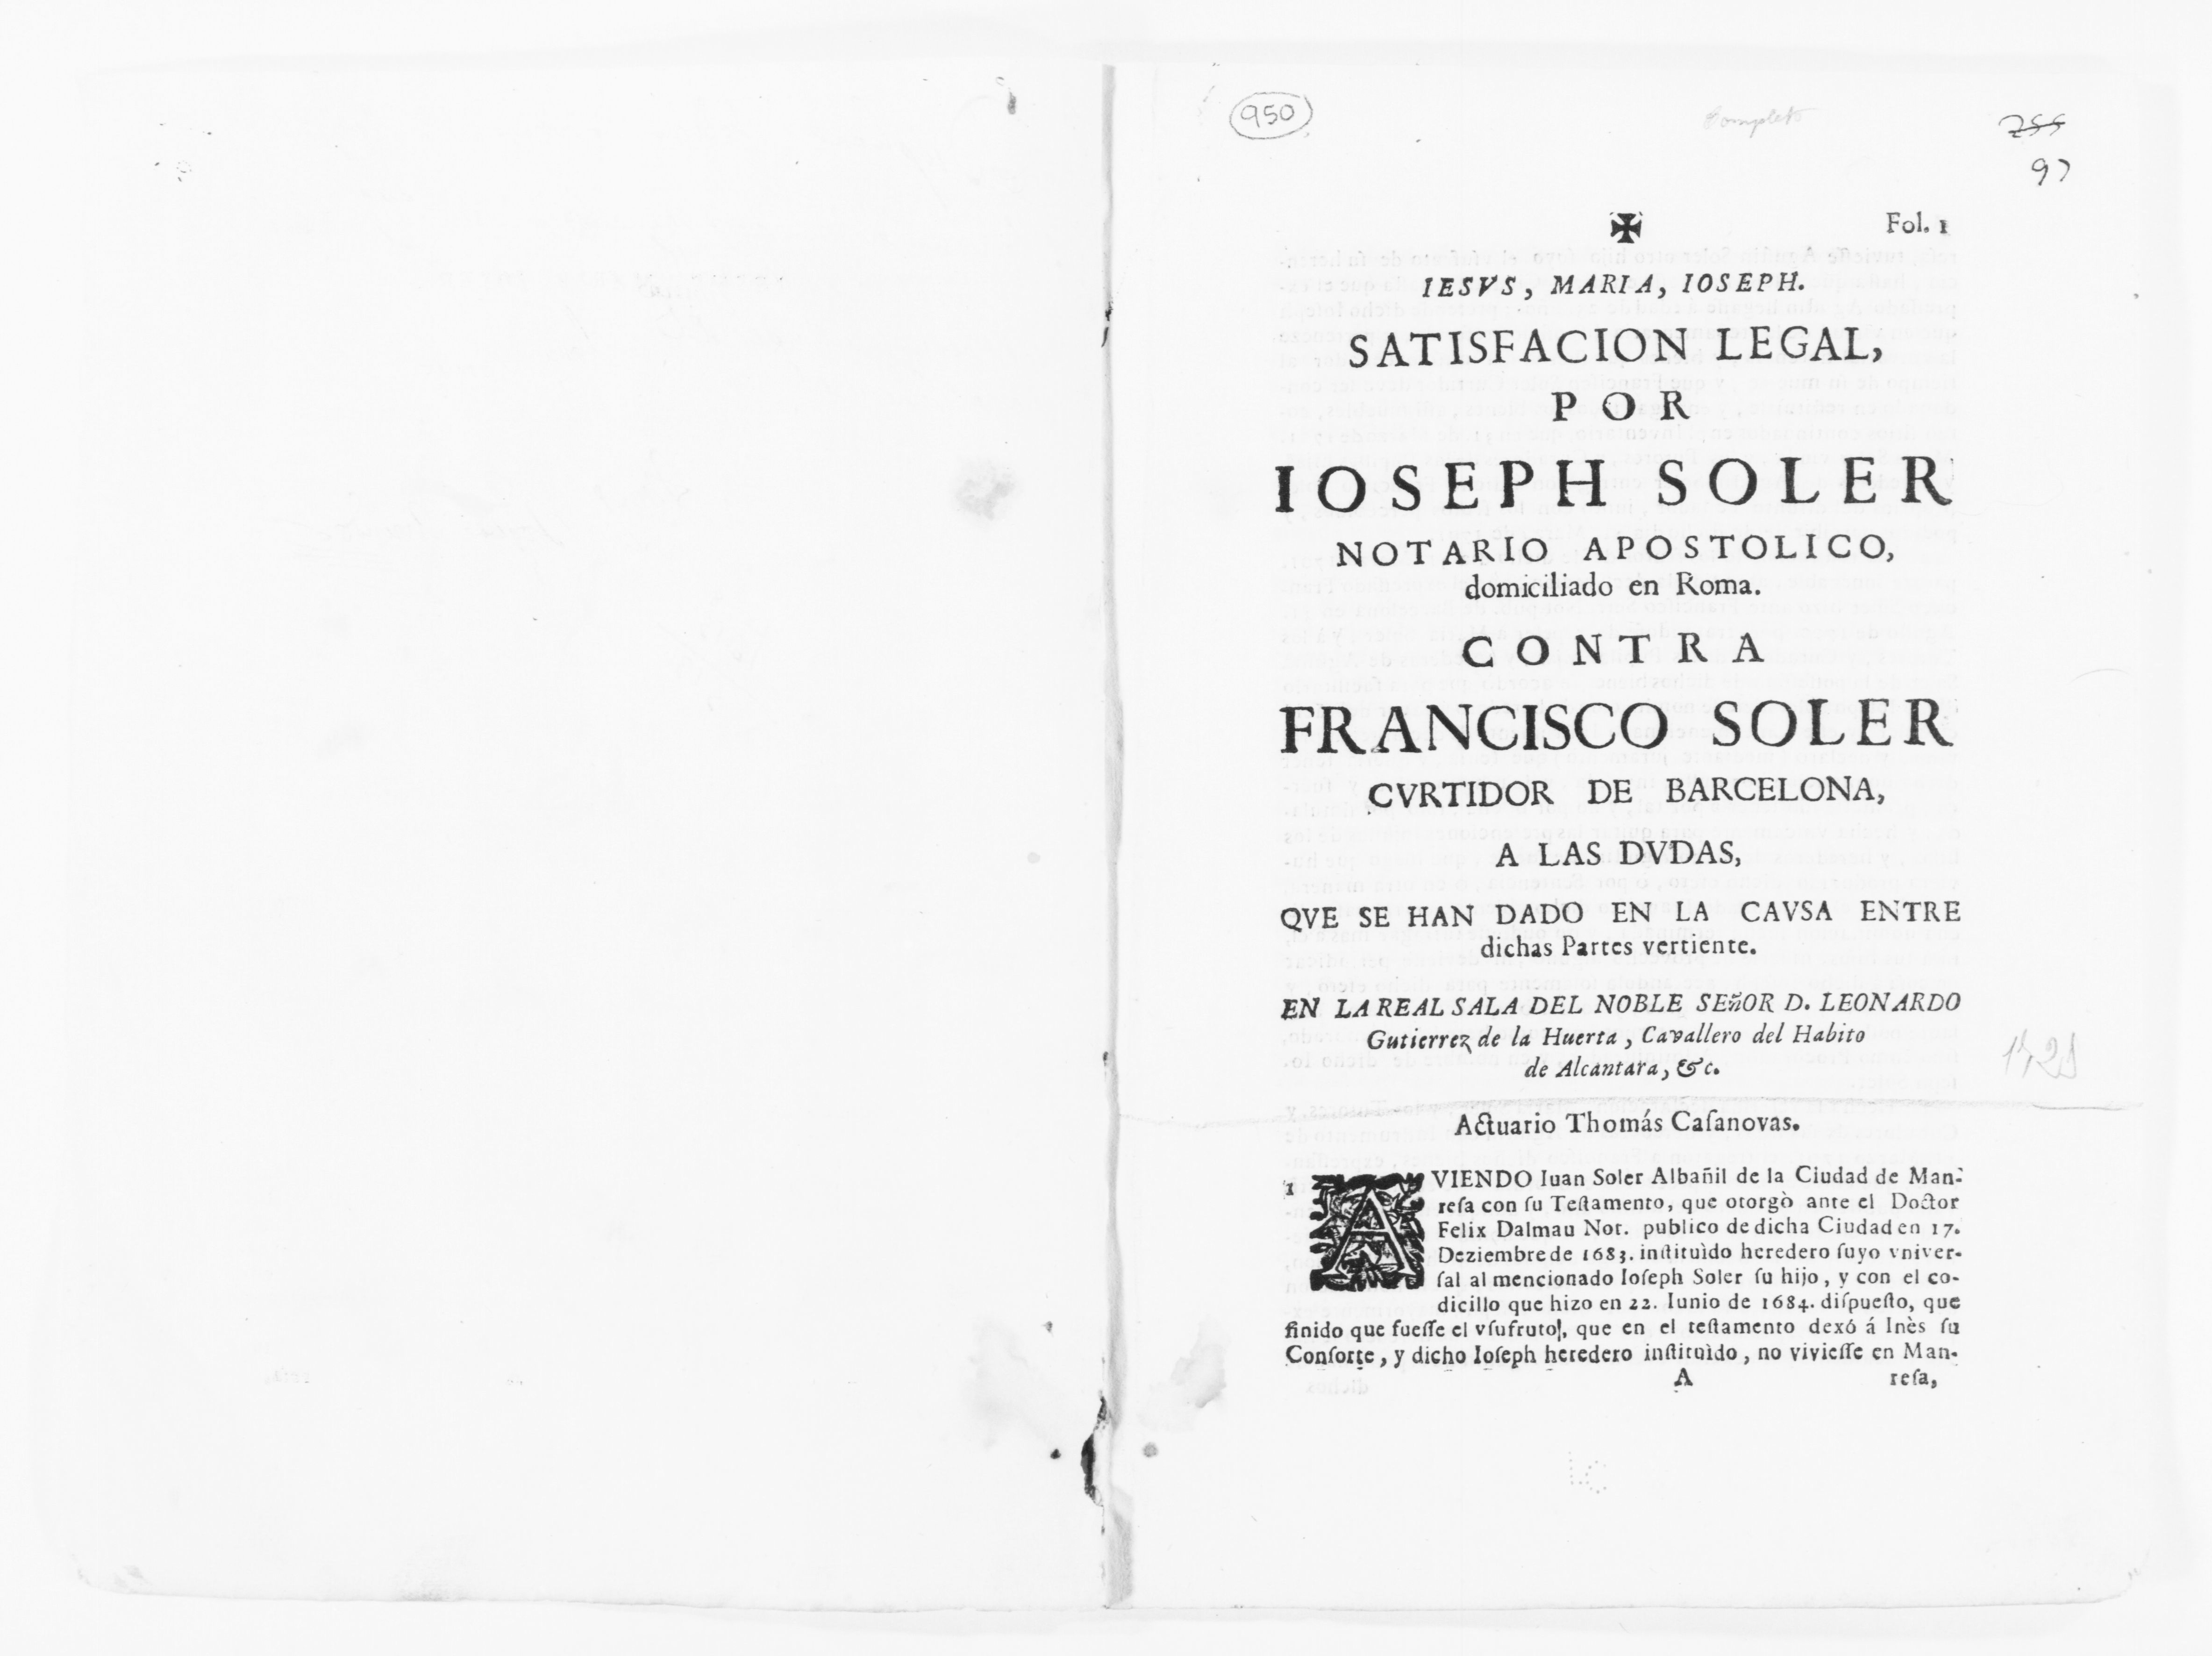 950
Completo
755
97
Fol. 1
IESVS, MARIA, IOSEPH.
SATISFACION LEGAL,
POR
IOSEPH SOLER
NOTARIO APOSTOLICO,
domiciliado en Roma.
CONTRA
FRANCISCO SOLER
CVRTIDOR DE BARCELONA,
A LAS DVDAS,
QVE SE HAN DADO EN LA CAVSA ENTRE
dichas Partes vertiente.
EN LA REAL SALA DEL NOBLE SEñOR D. LEONARDO
Gutierrez de la Huerta, Cavallero del Habito
de Alcantara, &c.
Actuario Thomás Caſanovas.
1 AVIENDO Iuan Soler Albañil de la Ciudad de Man-
reſa con ſu Teſtamento, que otorgò ante el Doctor
Felix Dalmau Not. publico de dicha Ciudad en 17.
Deziembre de 1683. inſtituìdo heredero ſuyo vniver-
ſal al mencionado Ioſeph Soler ſu hijo, y con el co-
dicillo que hizo en 22. Iunio de 1684. diſpueſto, que
finido que fueſſe el vſufruto, que en el teſtamento dexó á Inès ſu
Conſorte, y dicho Ioſeph heredero inſtituìdo, no vivieſſe en Man-
A
reſa,